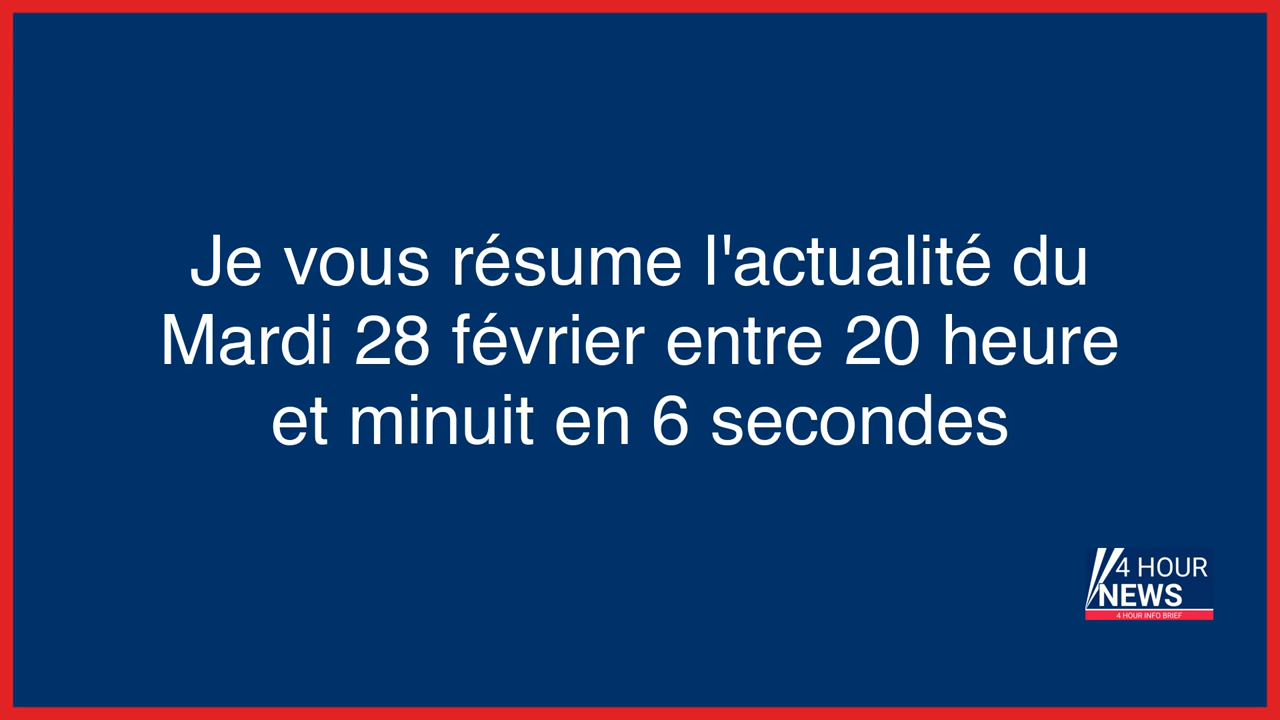 Je vous résume l'actualité du
Mardi 28 février entre 20 heure
et minuit en 6 secondes
4 HOUR
NEWS
4 HOUR INFO BRIEF